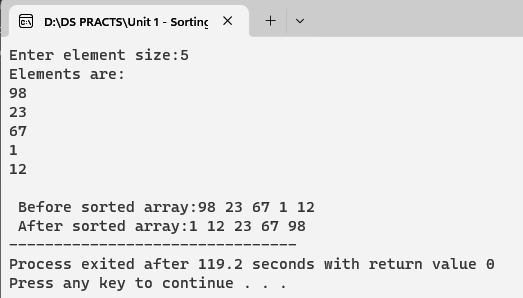 D:\DS PRACTS\Unit 1 - Sorting
Enter element size:5
Elements are:
98
23
67
1
12
Before sorted array:98 23 67 1 12
After sorted array:1 12 23 67 98
--------------------------------
Process exited after 119.2 seconds with return value 0
Press any key to continue . . .